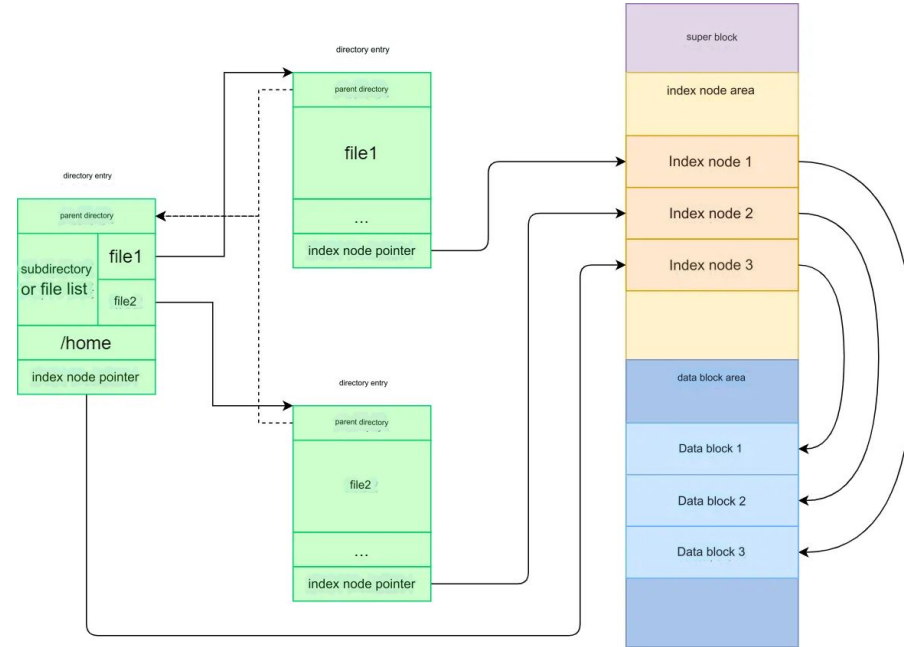 directory entry
parent directory
subdirectory
or file list
file1
file2
/home
index node pointer
directory entry
parent directory
file1
...
index node pointer
directory entry
parent directory
file2
...
index node pointer
super block
index node area
Index node 1
Index node 2
Index node 3
data block area
Data block 1
Data block 2
Data block 3